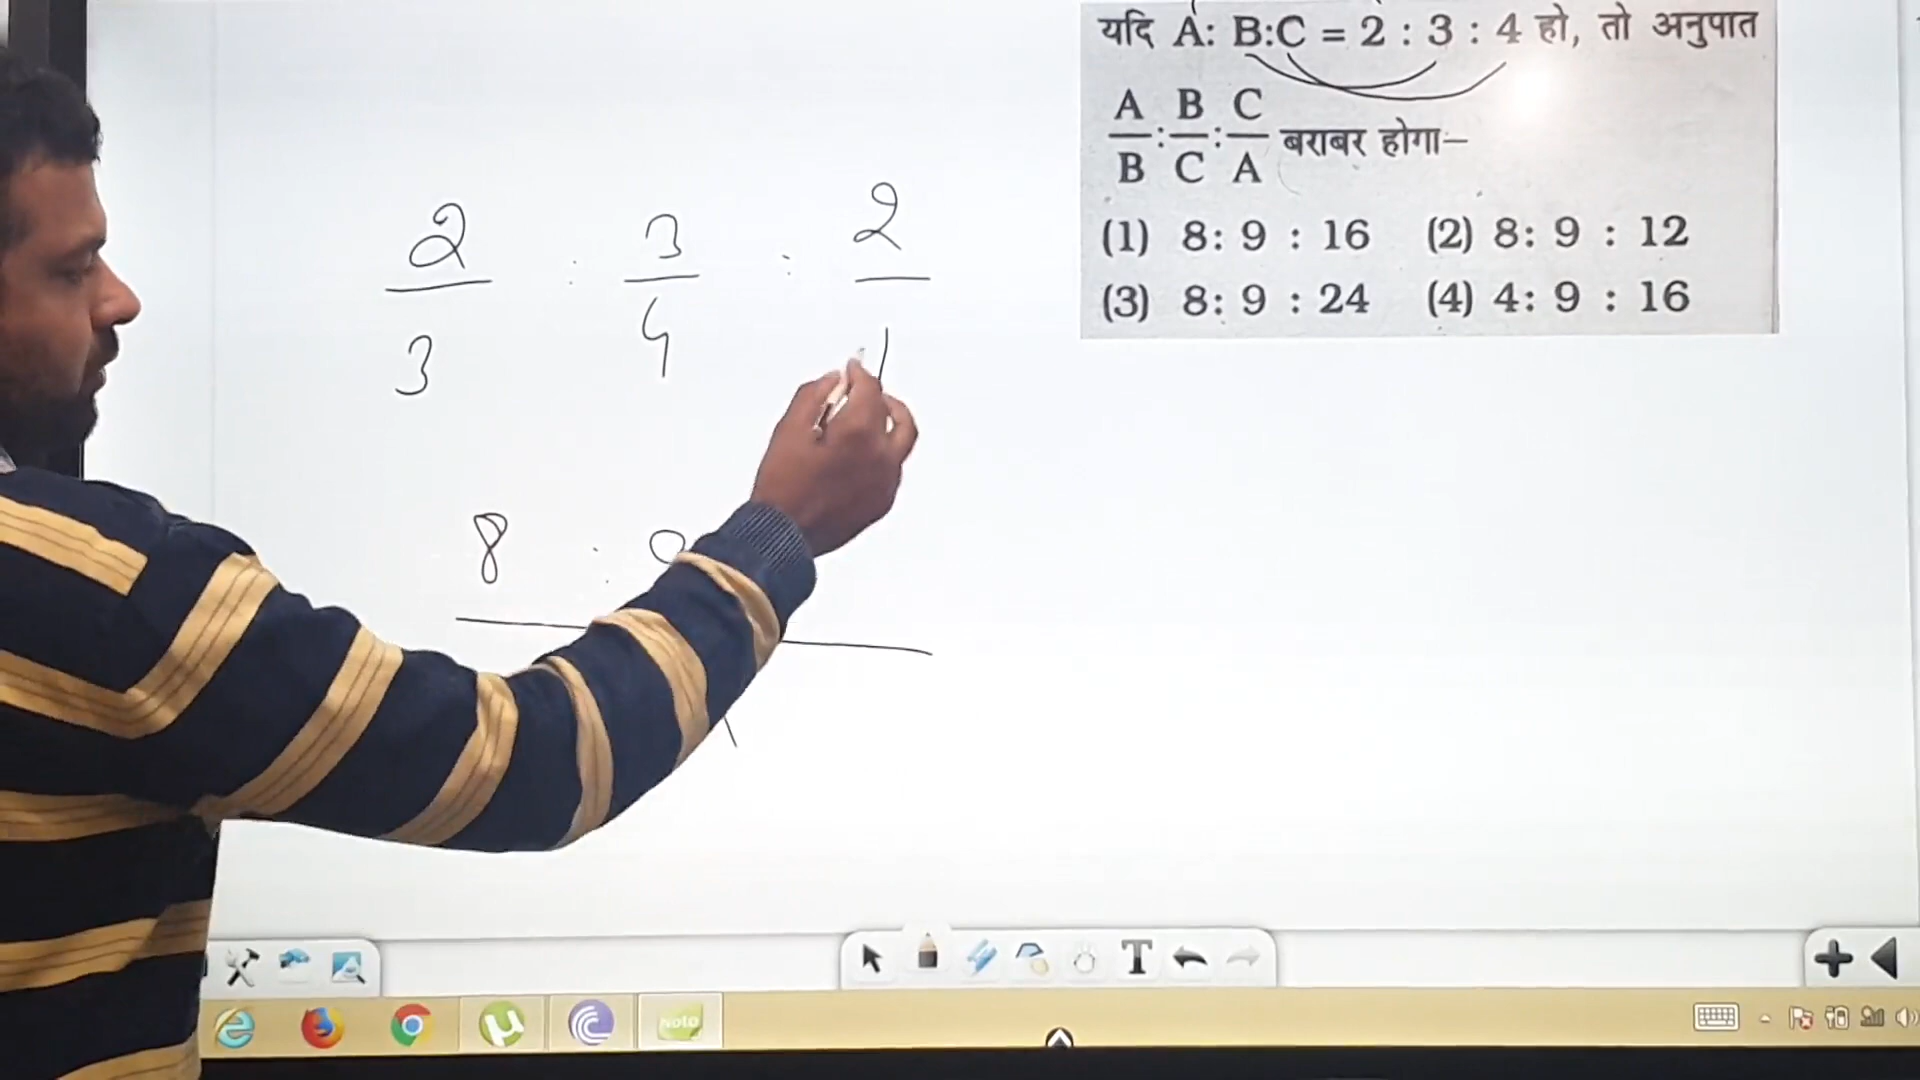 यदि A: B:C = 2 : 3 : 4 हो, तो अनुपात
A/B : B/C : C/A बराबर होगा–
(1) 8: 9 : 16 (2) 8: 9 : 12
(3) 8: 9 : 24 (4) 4: 9 : 16
2/3 : 3/4 : 2/1
8 :
T
Noto